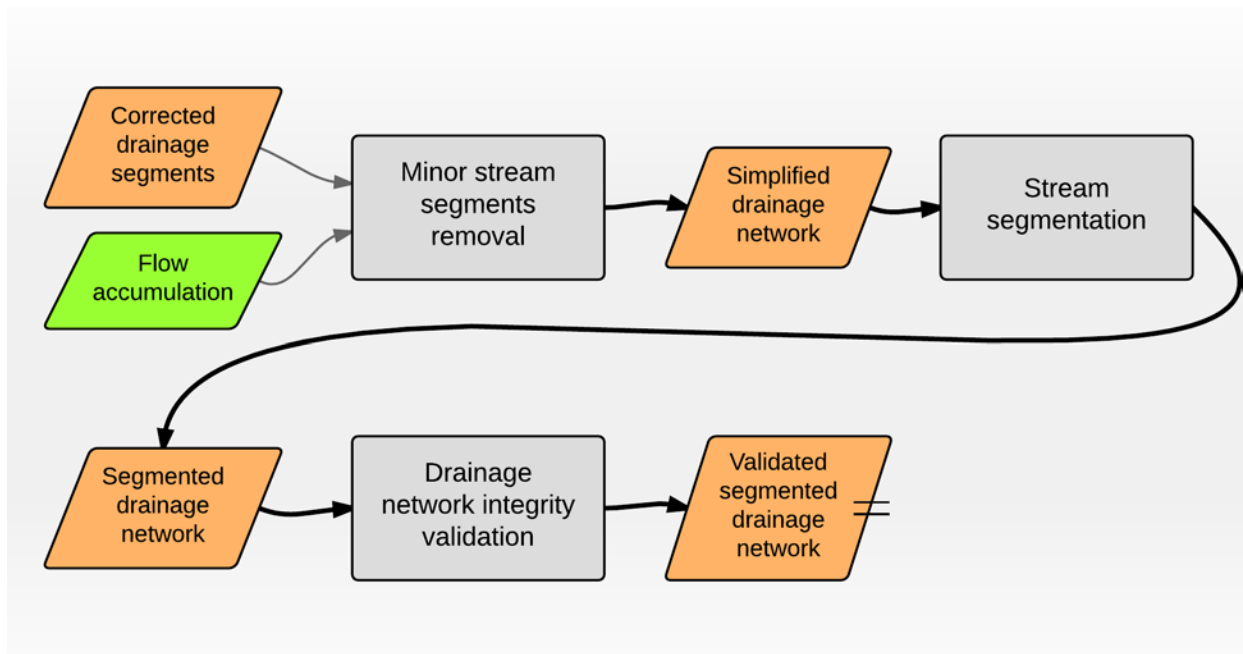 Corrected
drainage
segments
Flow
accumulation
Minor stream
segments
removal
Simplified
drainage
network
Stream
segmentation
Segmented
drainage
network
Drainage
network integrity
validation
Validated
segmented
drainage
network